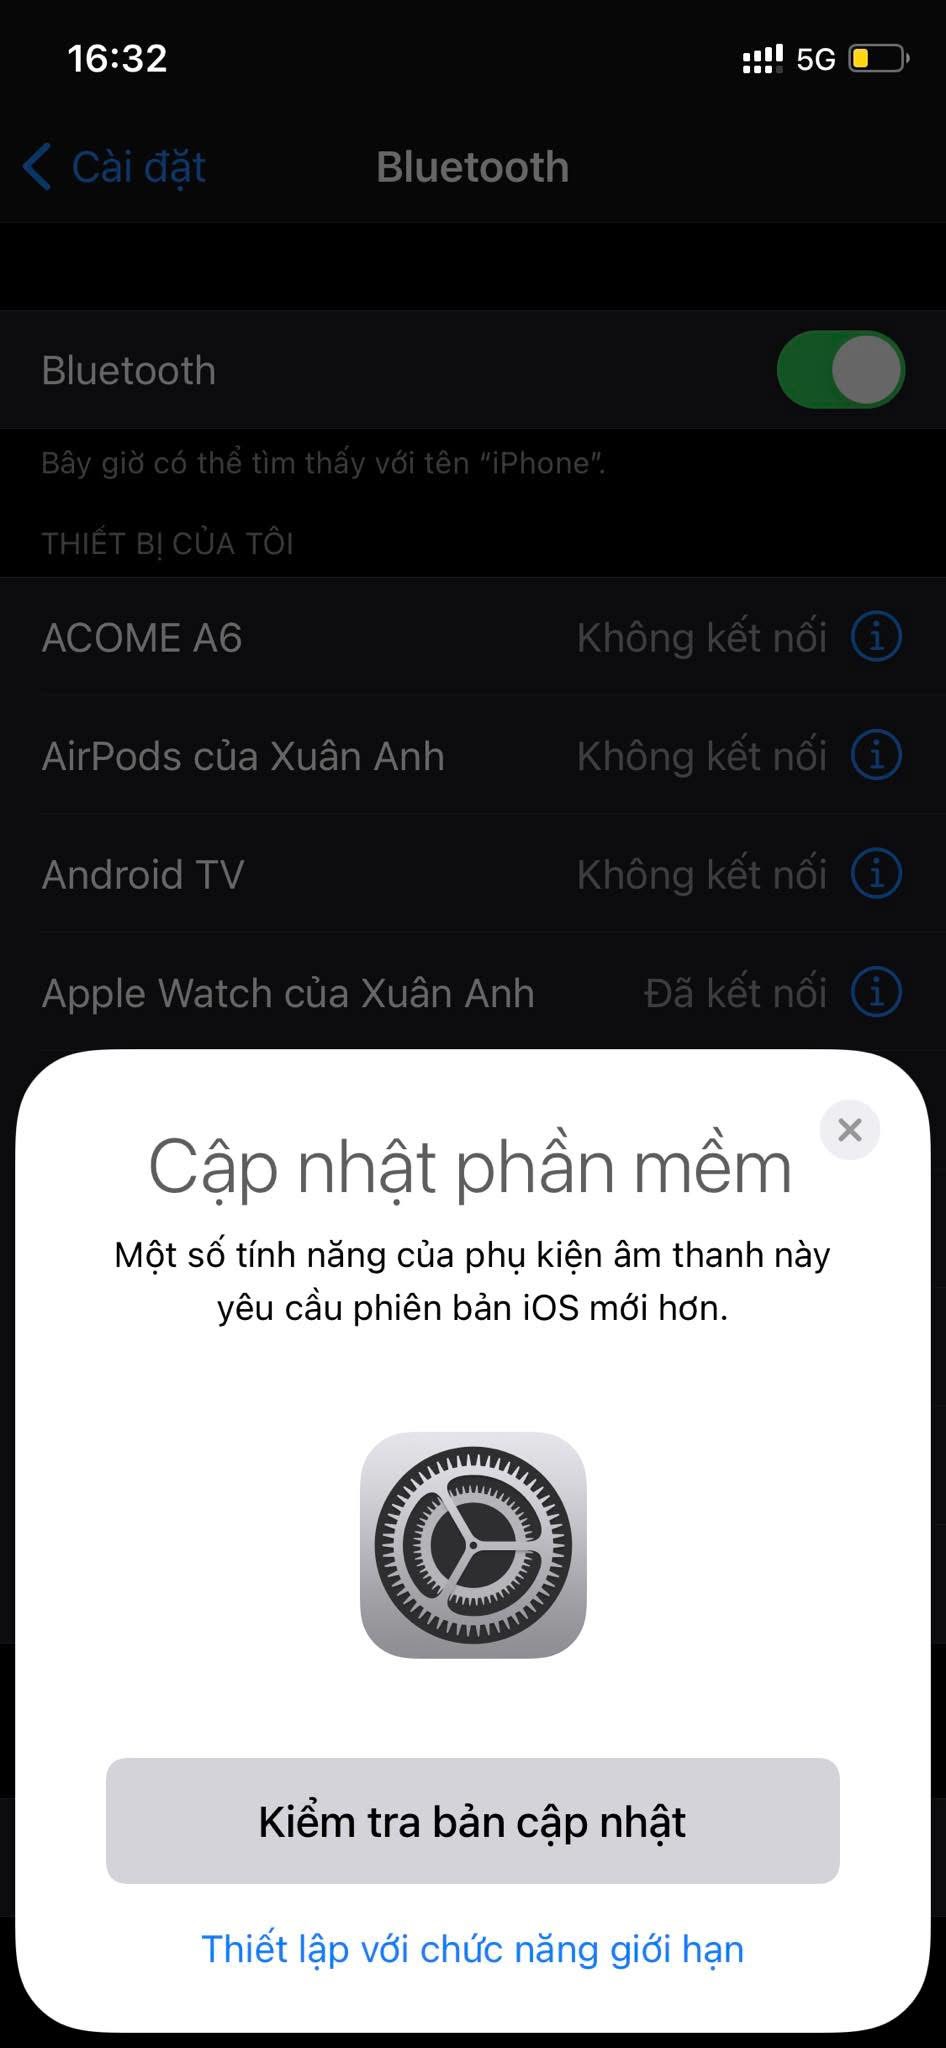 16:32
5G
Cài đặt
Bluetooth
Bluetooth
Bây giờ có thể tìm thấy với tên “iPhone”.
THIẾT BỊ CỦA TÔI
ACOME A6 Không kết nối
AirPods của Xuân Anh Không kết nối
Android TV Không kết nối
Apple Watch của Xuân Anh Đã kết nối
Cập nhật phần mềm
Một số tính năng của phụ kiện âm thanh này
yêu cầu phiên bản iOS mới hơn.
Kiểm tra bản cập nhật
Thiết lập với chức năng giới hạn